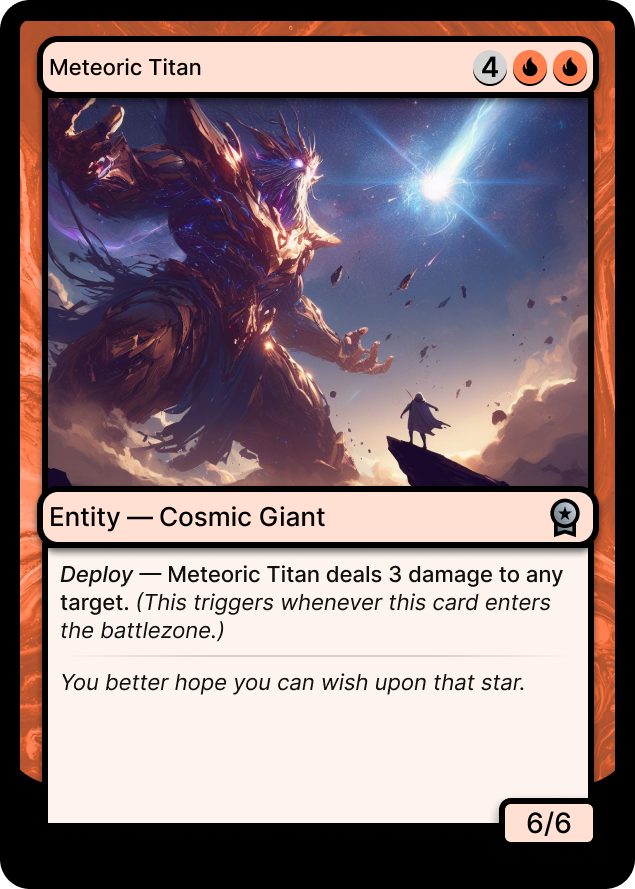 Meteoric Titan 4
Entity — Cosmic Giant
Deploy — Meteoric Titan deals 3 damage to any
target. (This triggers whenever this card enters
the battlezone.)
You better hope you can wish upon that star.
6/6